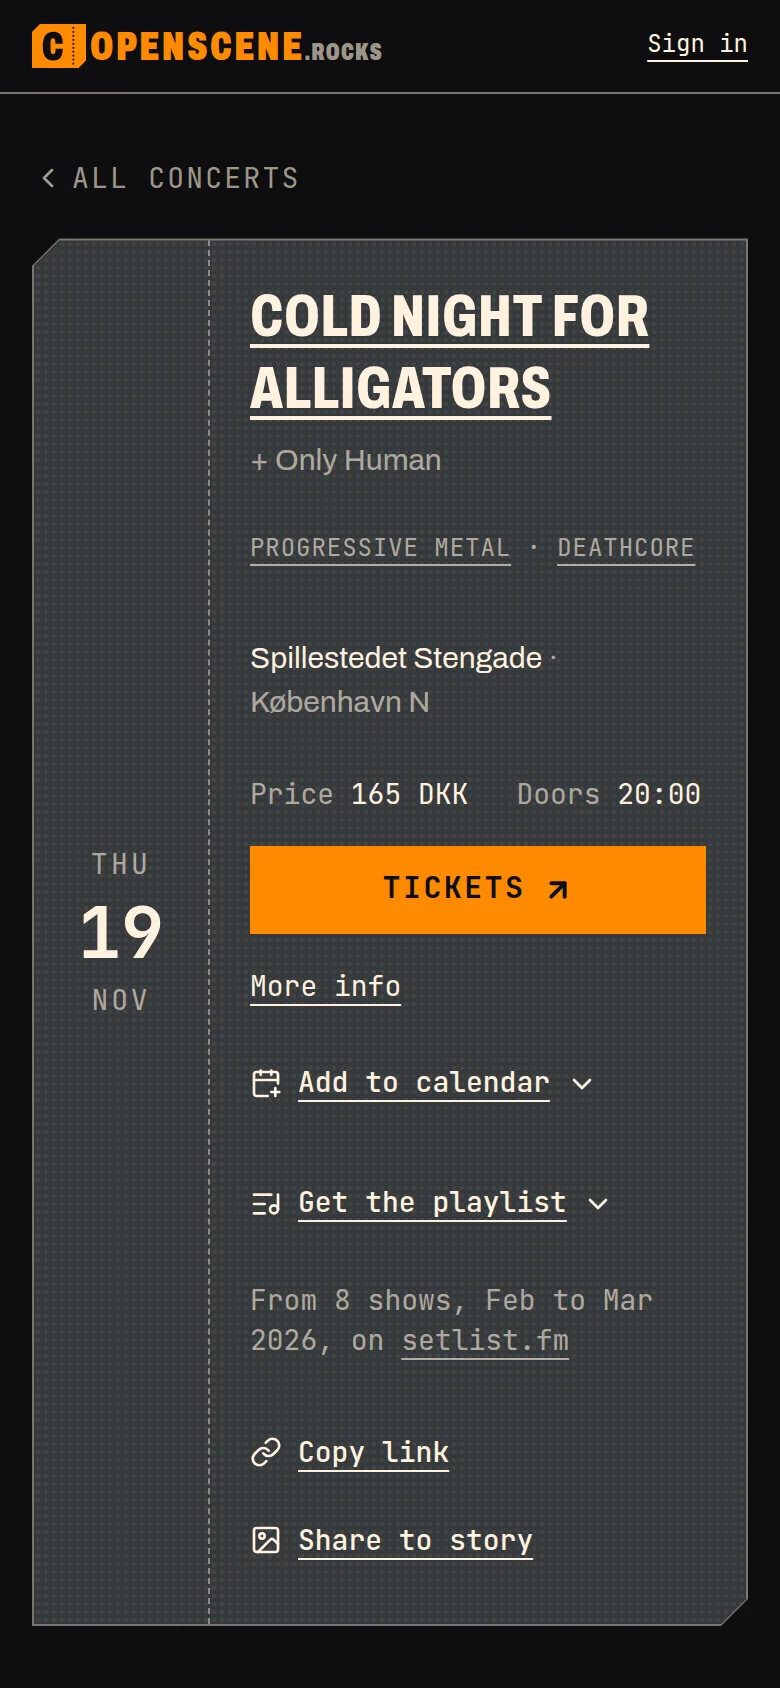 C OPENSCENE.ROCKS
Sign in
ALL CONCERTS
COLD NIGHT FOR
ALLIGATORS
+ Only Human
PROGRESSIVE METAL · DEATHCORE
Spillestedet Stengade ·
København N
Price 165 DKK Doors 20:00
THU
19
NOV
TICKETS
More info
Add to calendar
Get the playlist
From 8 shows, Feb to Mar
2026, on setlist.fm
Copy link
Share to story